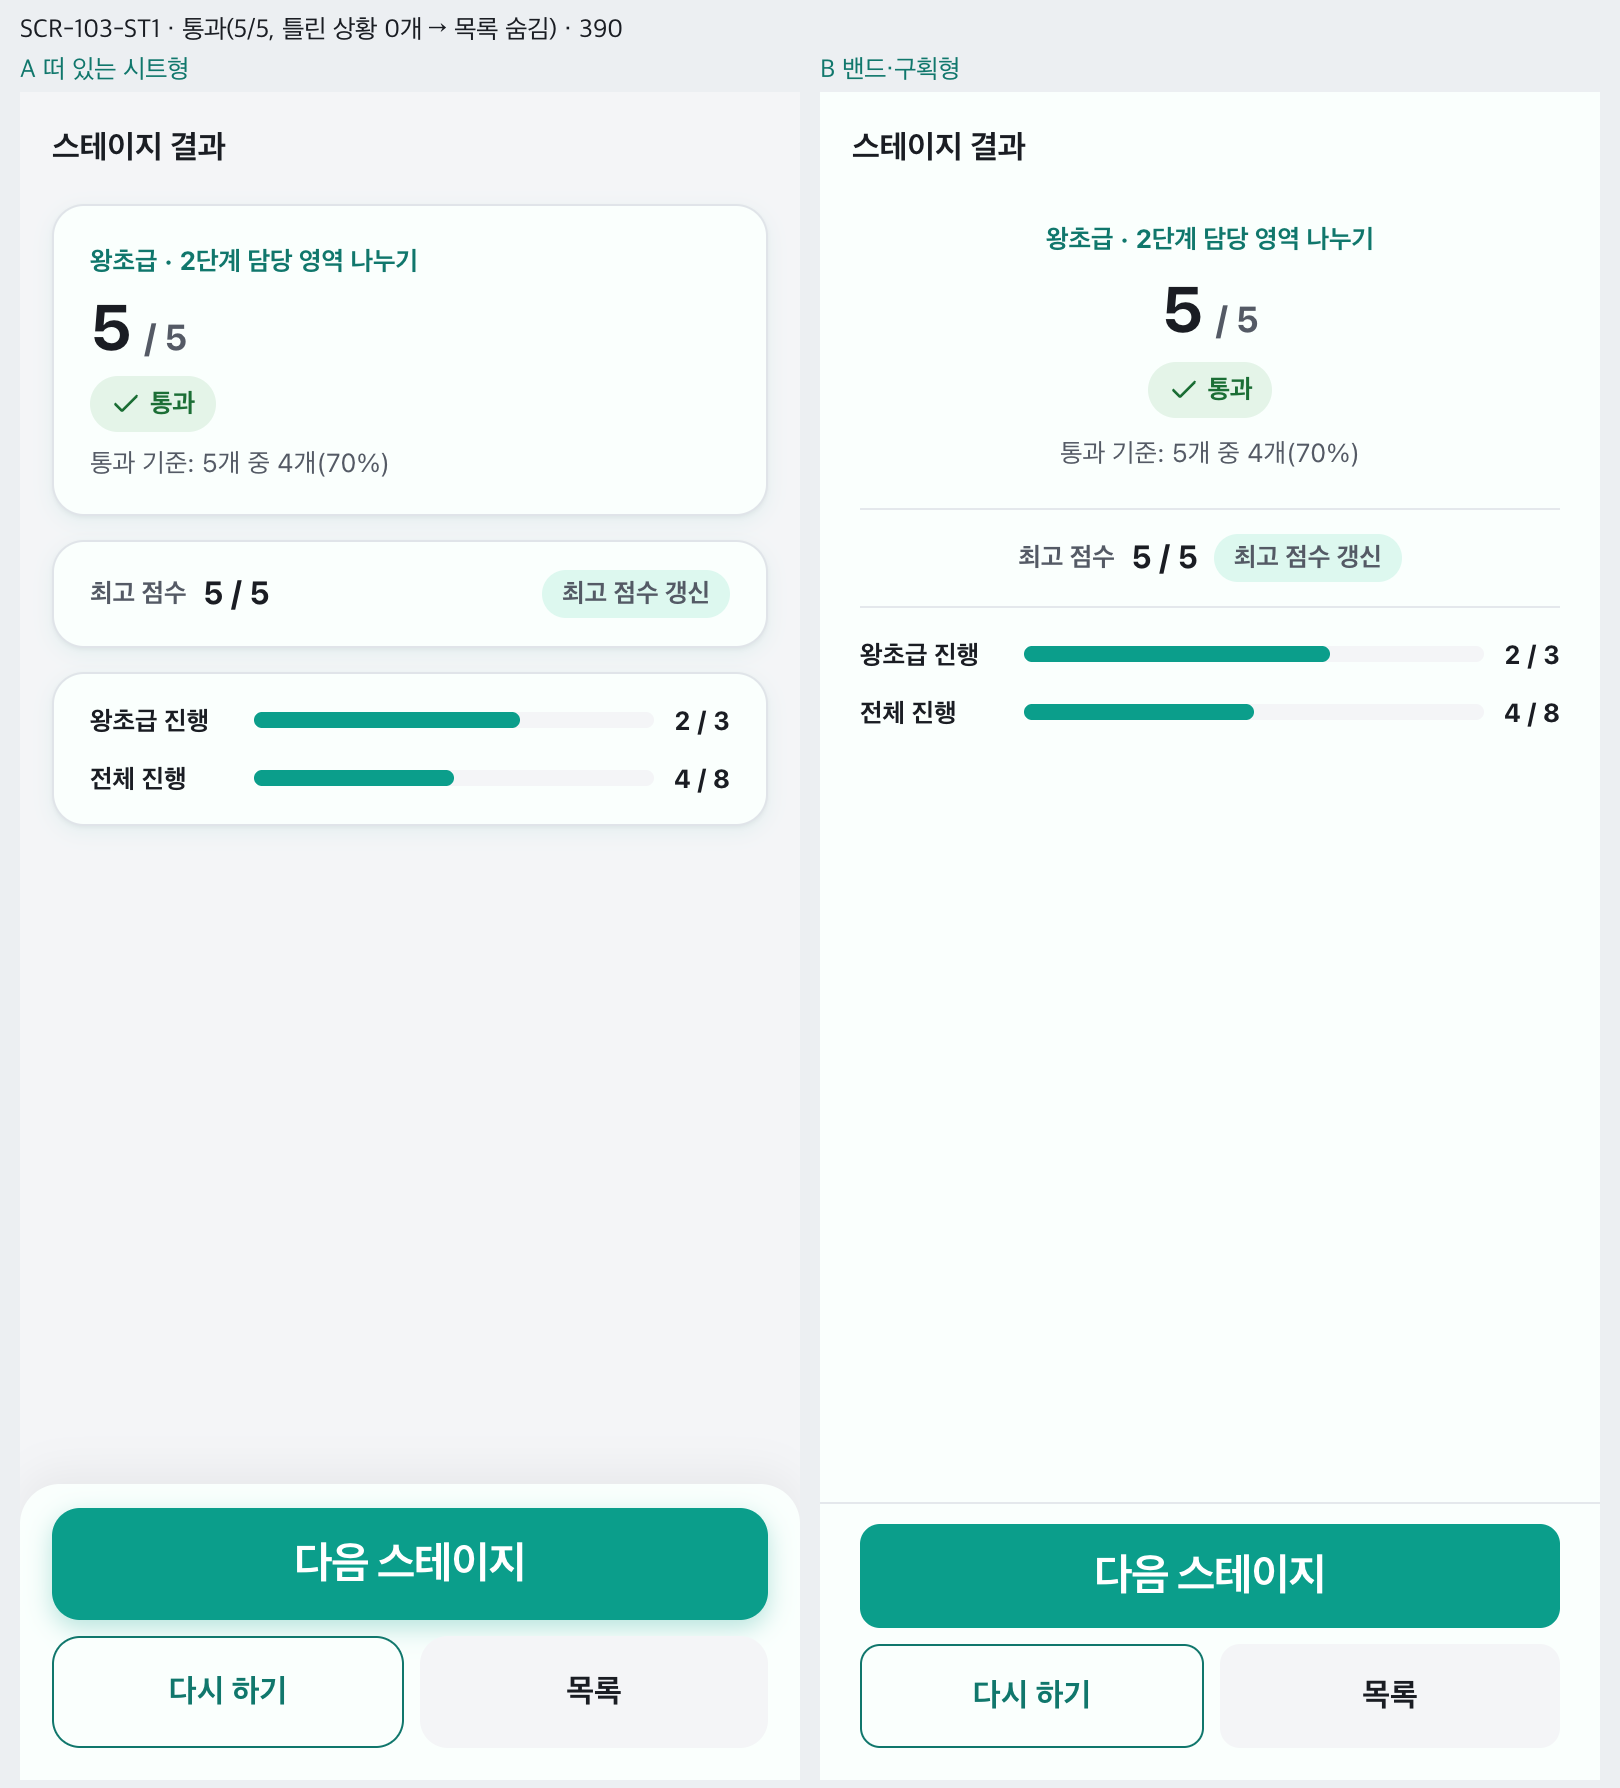 SCR-103-ST1 · 통과(5/5, 틀린 상황 0개 → 목록 숨김) · 390
A 떠 있는 시트형
스테이지 결과
왕초급 · 2단계 담당 영역 나누기
5 / 5
통과
통과 기준: 5개 중 4개(70%)
최고 점수 5 / 5 최고 점수 갱신
왕초급 진행 2 / 3
전체 진행 4 / 8
다음 스테이지
다시 하기 목록
B 밴드·구획형
스테이지 결과
왕초급 · 2단계 담당 영역 나누기
5 / 5
통과
통과 기준: 5개 중 4개(70%)
최고 점수 5 / 5 최고 점수 갱신
왕초급 진행 2 / 3
전체 진행 4 / 8
다음 스테이지
다시 하기 목록